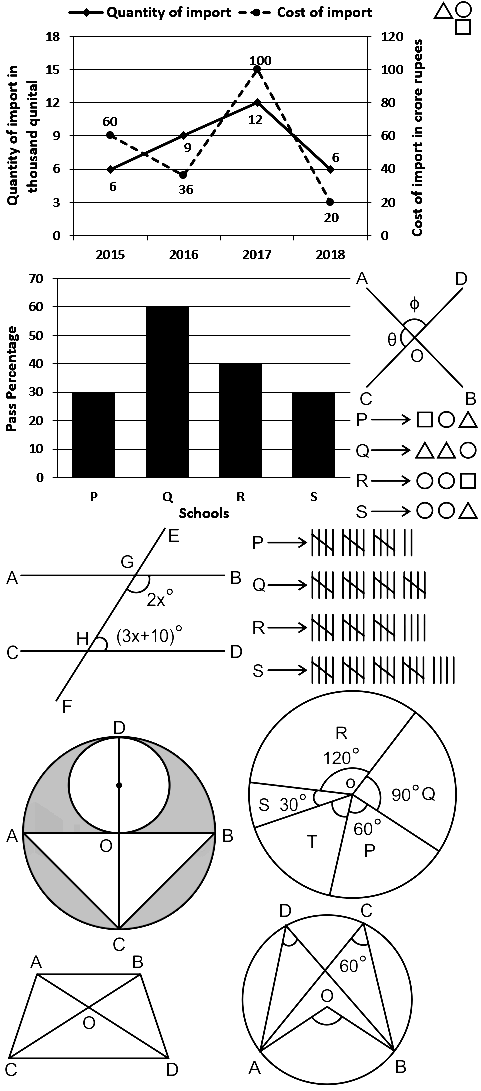 Quantity of import Cost of import
18 120
15 100 100
12 80 12
9 60 60 9
6 40 6 36 6
3 20 20
0 0
2015 2016 2017 2018
Quantity of import in thousand qunital
Cost of import in crore rupees
70
60
50
40
30
20
10
0
P Q R S
Schools
Pass Percentage
A D
ϕ
θ
O
C B
P
Q
R
S
E
G
A B
2x°
H (3x+10)°
C D
F
P
Q
R
S
D
A B
O
C
R
120°
O
S 30° 90° Q
60°
T P
A B
O
C D
D C
60°
O
A B